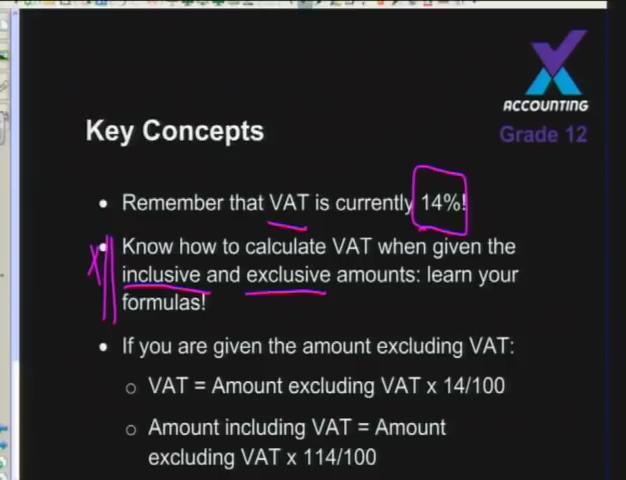 ACCOUNTING
Grade 12
Key Concepts
• Remember that VAT is currently 14%!
• Know how to calculate VAT when given the
inclusive and exclusive amounts: learn your
formulas!
• If you are given the amount excluding VAT:
o VAT = Amount excluding VAT x 14/100
o Amount including VAT = Amount
excluding VAT x 114/100